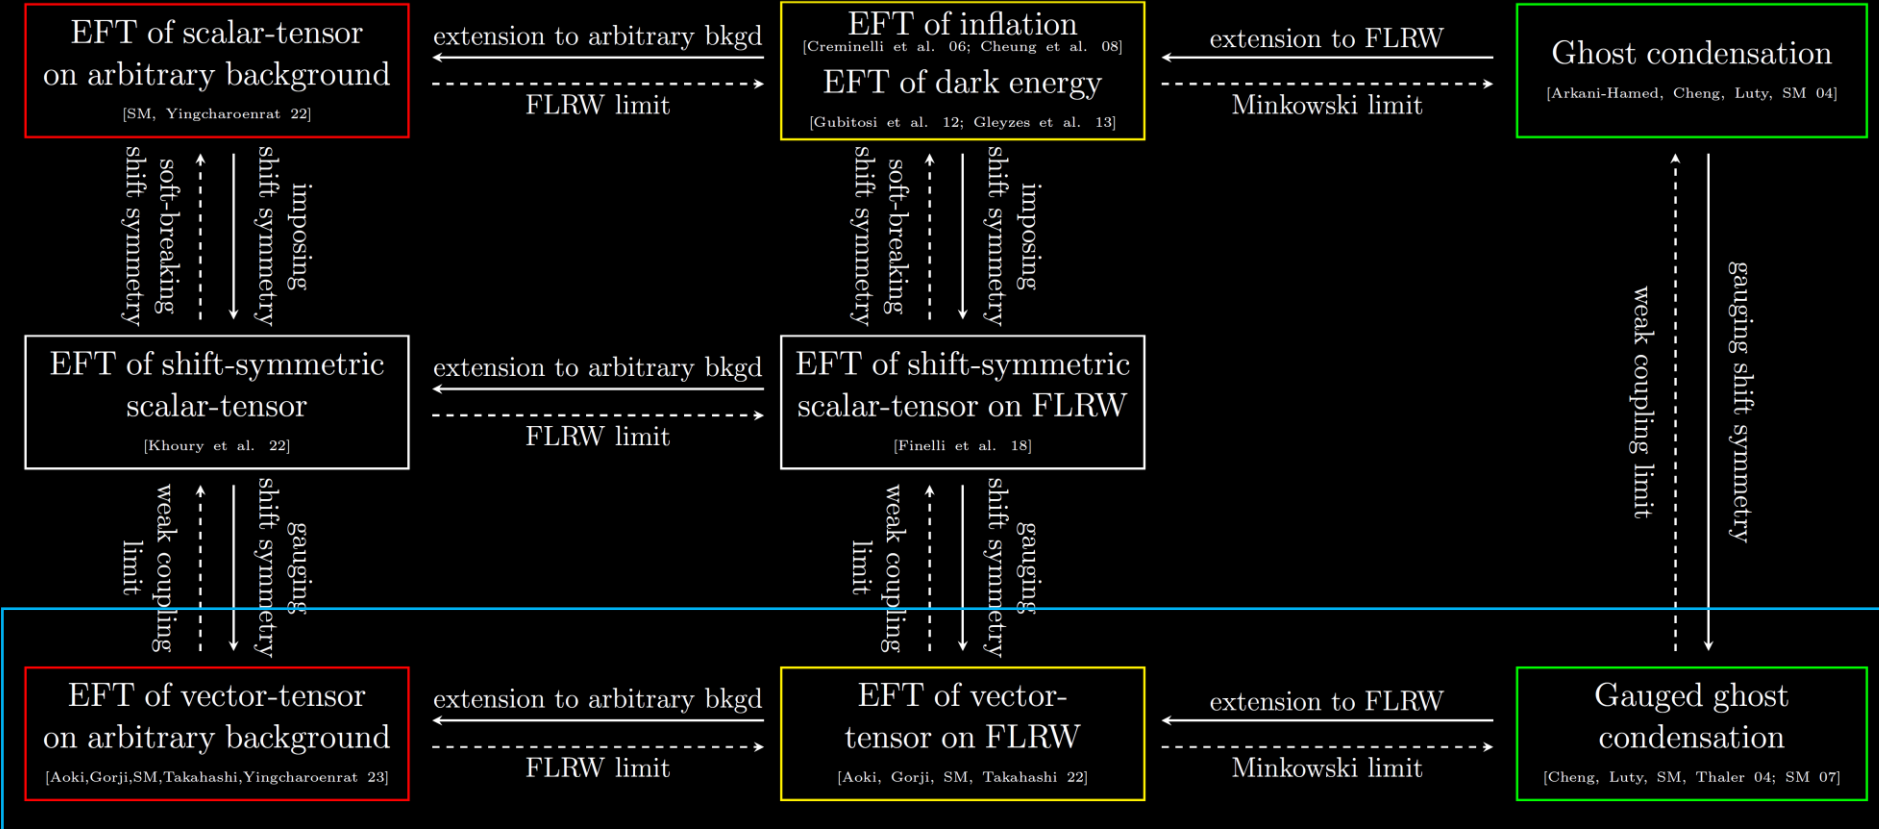 EFT of scalar-tensor
on arbitrary background
[SM, Yingcharoenrat 22]
extension to arbitrary bkgd
FLRW limit
EFT of inflation
[Creminelli et al. 06; Cheung et al. 08]
EFT of dark energy
[Gubitosi et al. 12; Gleyzes et al. 13]
extension to FLRW
Minkowski limit
Ghost condensation
[Arkani-Hamed, Cheng, Luty, SM 04]
soft-breaking
shift symmetry
imposing
shift symmetry
soft-breaking
shift symmetry
imposing
shift symmetry
weak coupling limit
gauging shift symmetry
EFT of shift-symmetric
scalar-tensor
[Khoury et al. 22]
extension to arbitrary bkgd
FLRW limit
EFT of shift-symmetric
scalar-tensor on FLRW
[Finelli et al. 18]
weak coupling
limit
gauging
shift symmetry
weak coupling
limit
gauging
shift symmetry
EFT of vector-tensor
on arbitrary background
[Aoki,Gorji,SM,Takahashi,Yingcharoenrat 23]
extension to arbitrary bkgd
FLRW limit
EFT of vector-
tensor on FLRW
[Aoki, Gorji, SM, Takahashi 22]
extension to FLRW
Minkowski limit
Gauged ghost
condensation
[Cheng, Luty, SM, Thaler 04; SM 07]